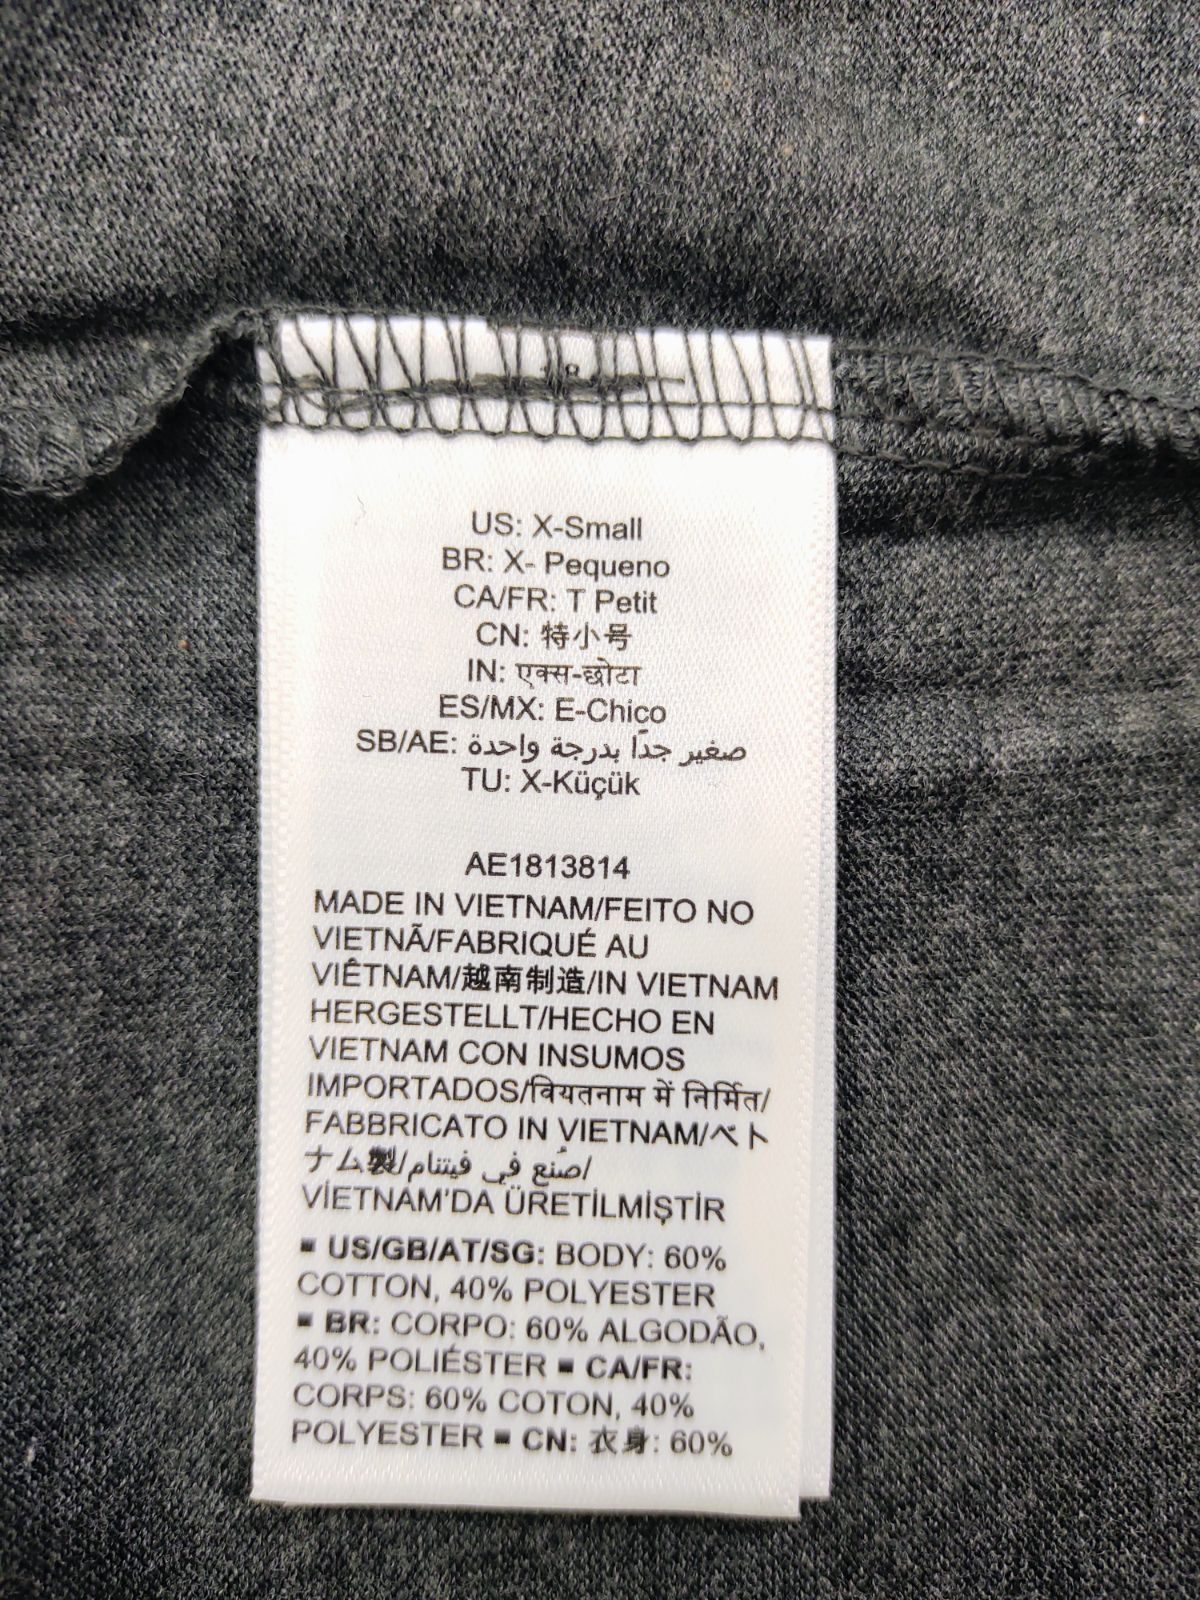 US: X-Small
BR: X- Pequeno
CA/FR: T Petit
CN: 特小号
IN: एक्स-छोटा
ES/MX: E-Chico
SB/AE: صغير جدًا بدرجة واحدة
TU: X-Küçük
AE1813814
MADE IN VIETNAM/FEITO NO
VIETNÃ/FABRIQUÉ AU
VIÊTNAM/越南制造/IN VIETNAM
HERGESTELLT/HECHO EN
VIETNAM CON INSUMOS
IMPORTADOS/वियतनाम में निर्मित/
FABBRICATO IN VIETNAM/ベト
ナム製/صُنع في فيتنام/
VİETNAM'DA ÜRETİLMİŞTİR
▪ US/GB/AT/SG: BODY: 60%
COTTON, 40% POLYESTER
▪ BR: CORPO: 60% ALGODÃO,
40% POLIÉSTER ▪ CA/FR:
CORPS: 60% COTON, 40%
POLYESTER ▪ CN: 衣身: 60%